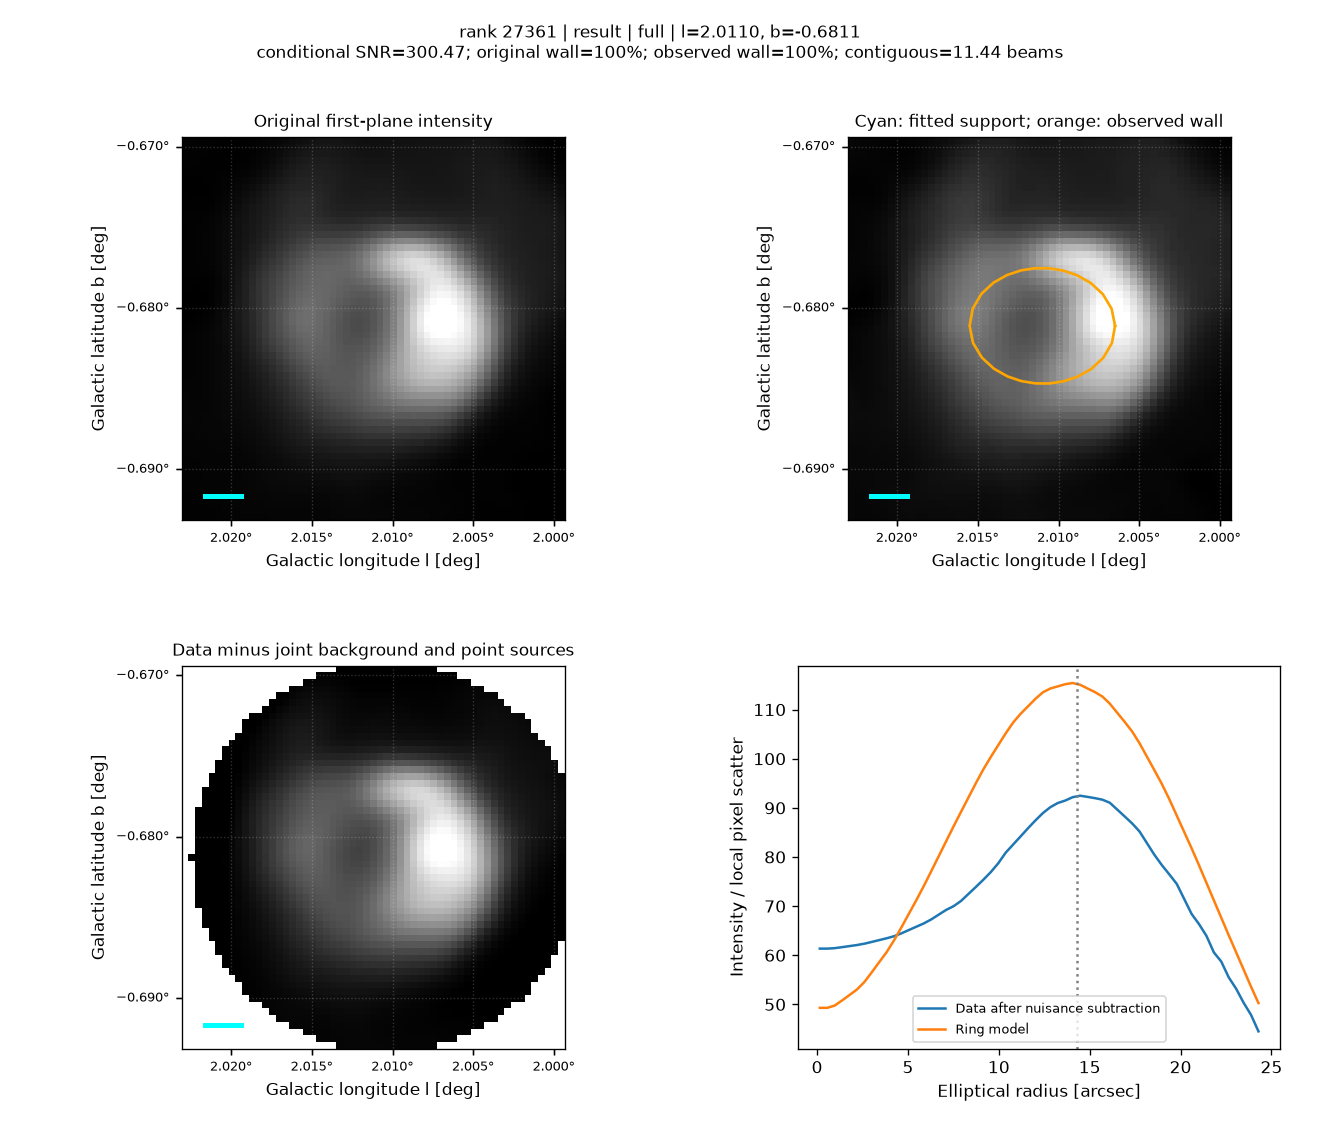 rank 27361 | result | full | l=2.0110, b=-0.6811
conditional SNR=300.47; original wall=100%; observed wall=100%; contiguous=11.44 beams
Original first-plane intensity
−0.670°
−0.680°
−0.690°
Galactic latitude b [deg]
2.020°
2.015°
2.010°
2.005°
2.000°
Galactic longitude l [deg]
Cyan: fitted support; orange: observed wall
−0.670°
−0.680°
−0.690°
Galactic latitude b [deg]
2.020°
2.015°
2.010°
2.005°
2.000°
Galactic longitude l [deg]
Data minus joint background and point sources
−0.670°
−0.680°
−0.690°
Galactic latitude b [deg]
2.020°
2.015°
2.010°
2.005°
2.000°
Galactic longitude l [deg]
110
100
90
80
70
60
50
Intensity / local pixel scatter
Data after nuisance subtraction
Ring model
0
5
10
15
20
25
Elliptical radius [arcsec]